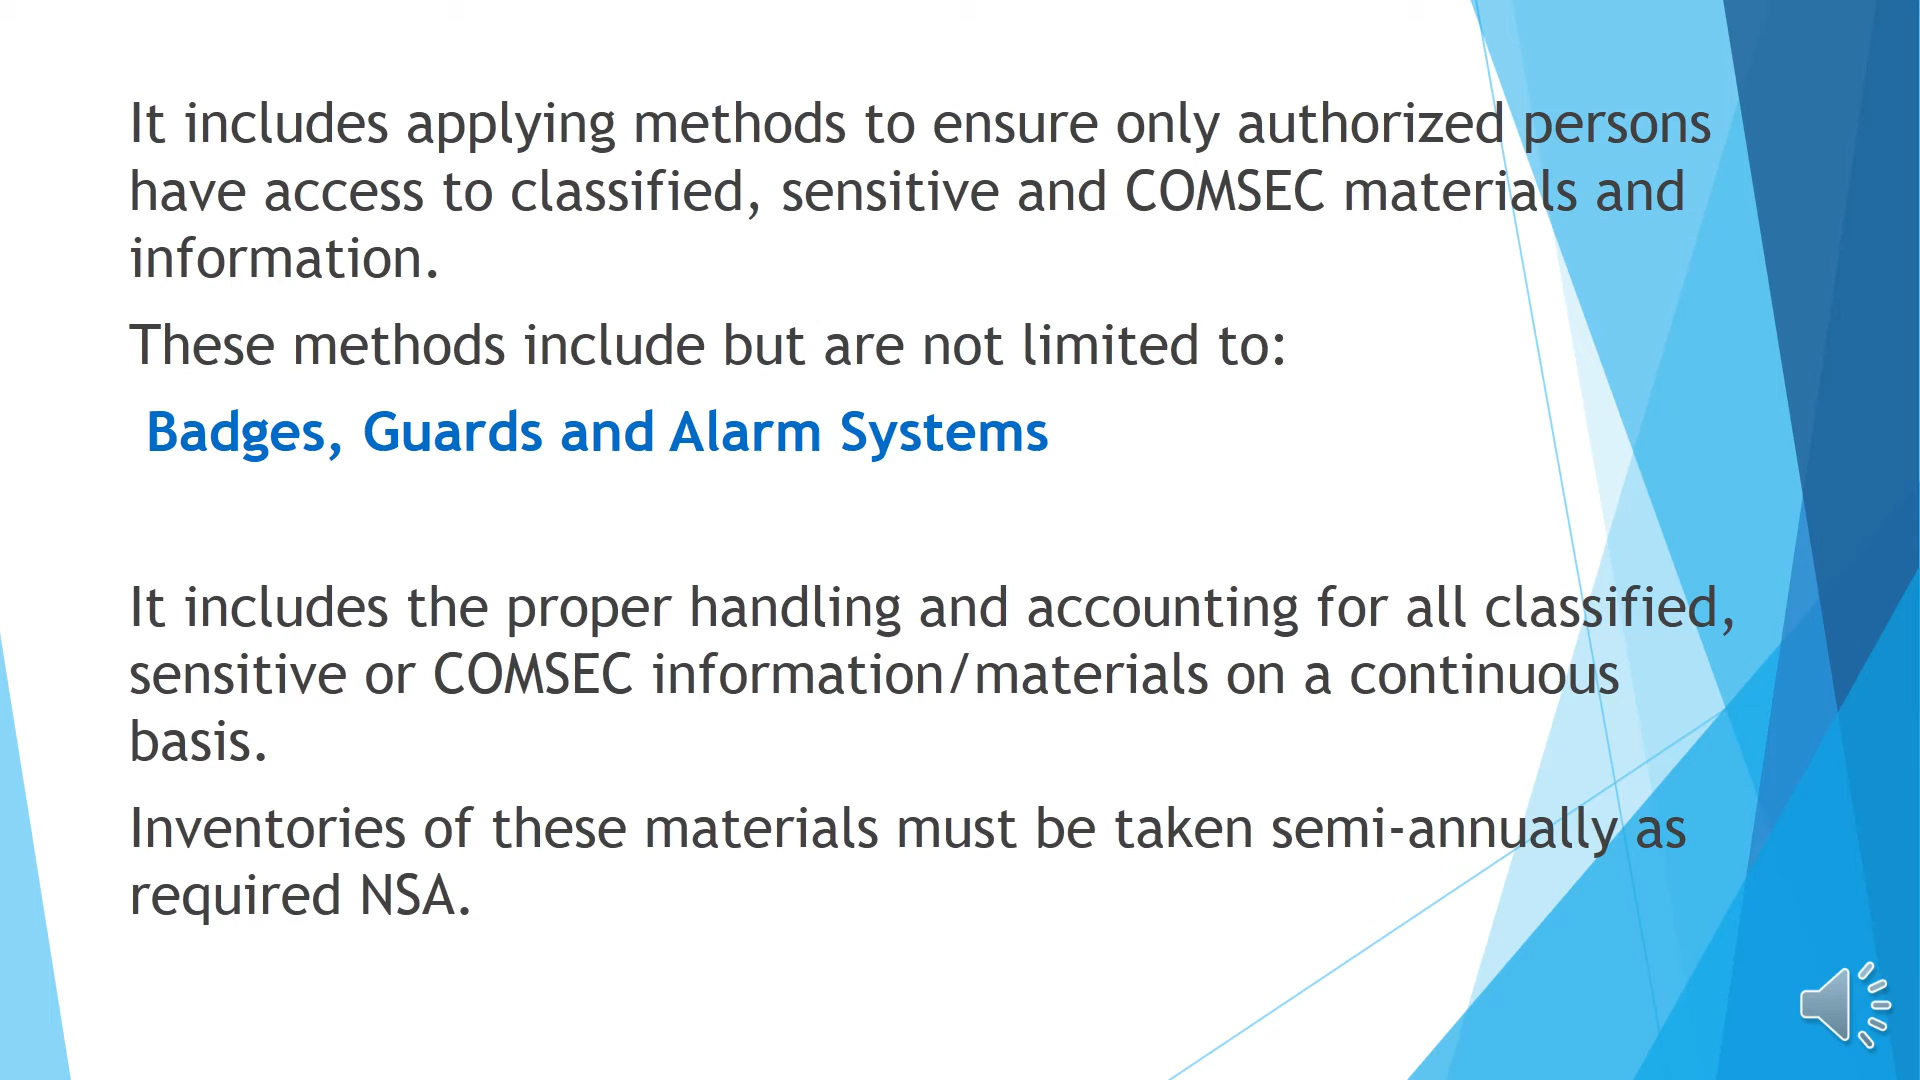 It includes applying methods to ensure only authorized persons
have access to classified, sensitive and COMSEC materials and
information.
These methods include but are not limited to:
Badges, Guards and Alarm Systems
It includes the proper handling and accounting for all classified,
sensitive or COMSEC information/materials on a continuous
basis.
Inventories of these materials must be taken semi-annually as
required NSA.